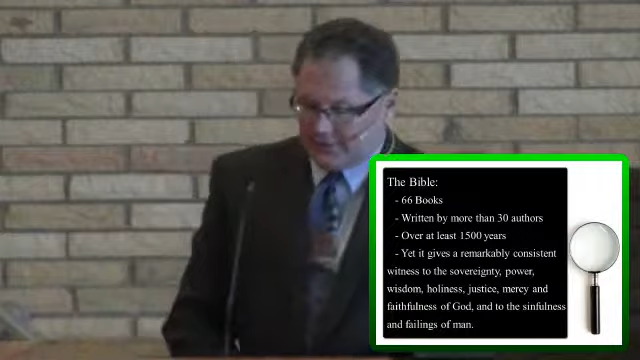 The Bible:
- 66 Books
- Written by more than 30 authors
- Over at least 1500 years
- Yet it gives a remarkably consistent
witness to the sovereignty, power,
wisdom, holiness, justice, mercy and
faithfulness of God, and to the sinfulness
and failings of man.